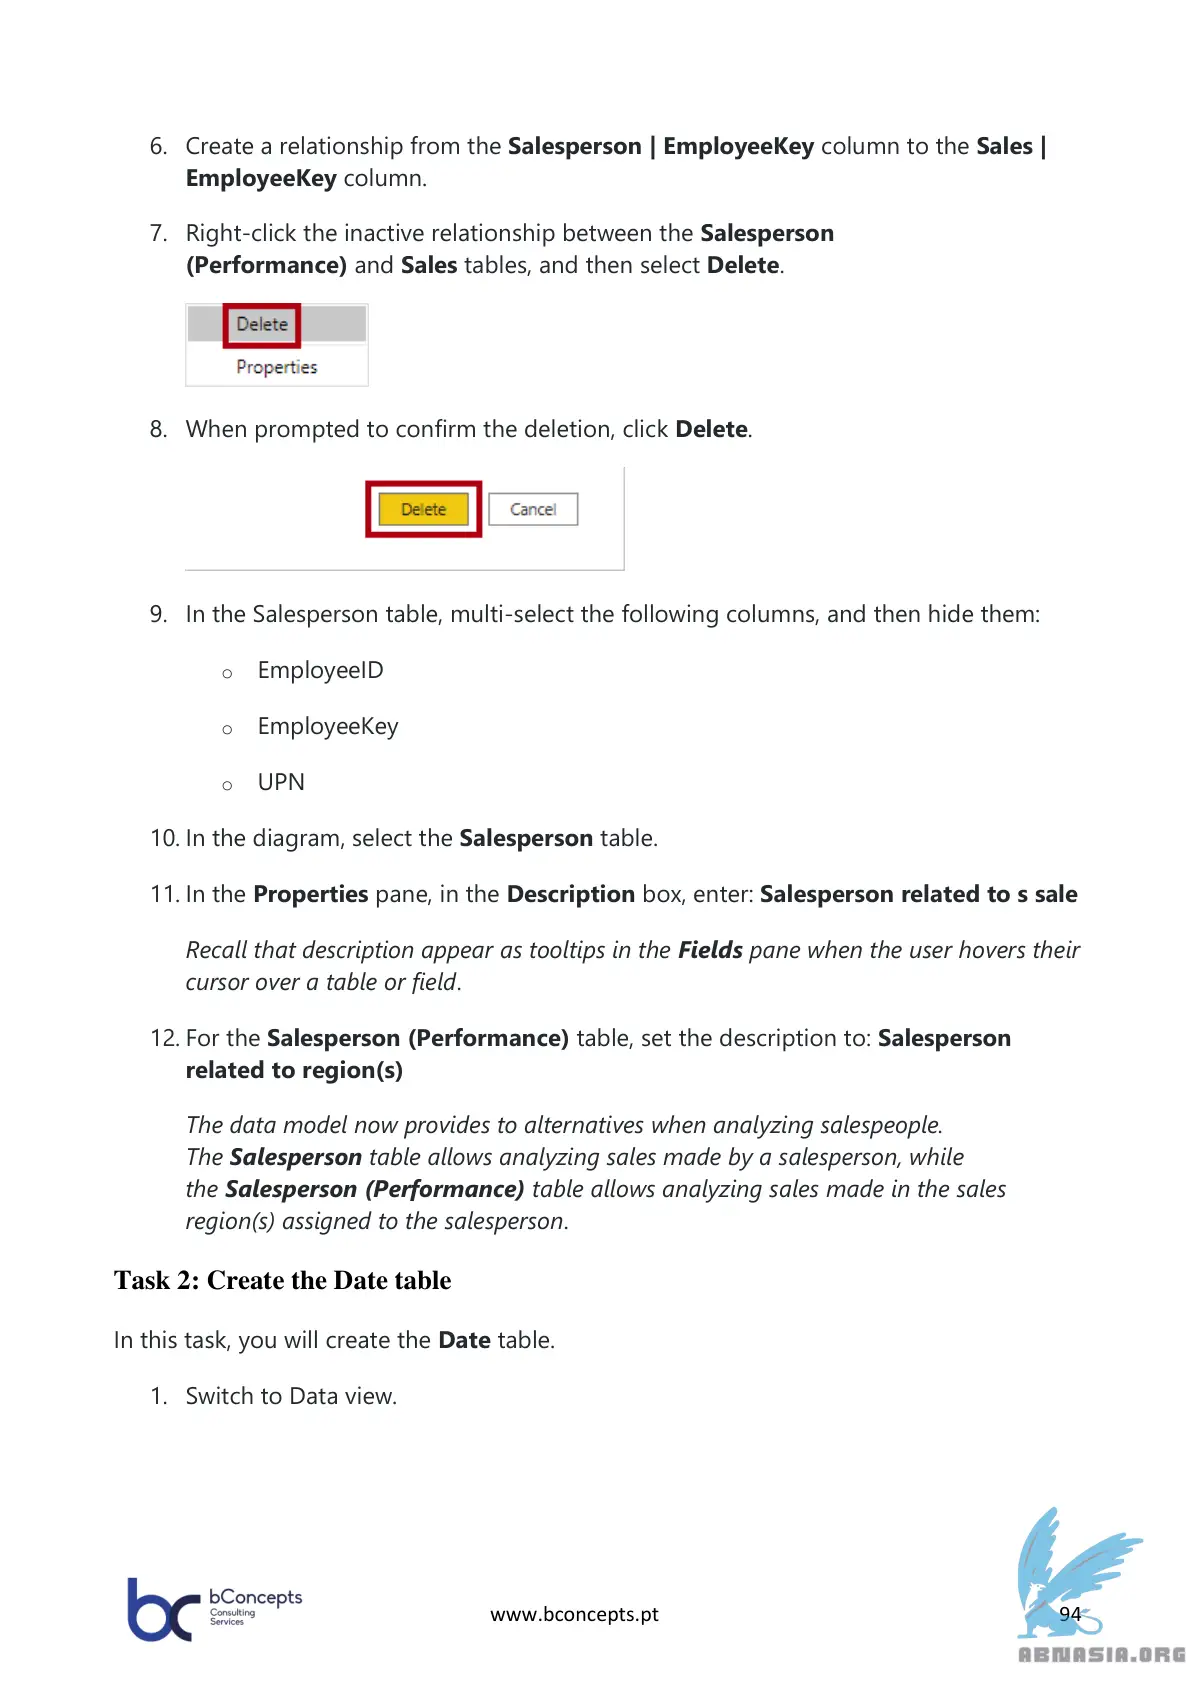 6. Create a relationship from the Salesperson | EmployeeKey column to the Sales |
EmployeeKey column.
7. Right-click the inactive relationship between the Salesperson
(Performance) and Sales tables, and then select Delete.
Delete
Properties
8. When prompted to confirm the deletion, click Delete.
Delete Cancel
9. In the Salesperson table, multi-select the following columns, and then hide them:
o EmployeeID
o EmployeeKey
o UPN
10. In the diagram, select the Salesperson table.
11. In the Properties pane, in the Description box, enter: Salesperson related to s sale
Recall that description appear as tooltips in the Fields pane when the user hovers their
cursor over a table or field.
12. For the Salesperson (Performance) table, set the description to: Salesperson
related to region(s)
The data model now provides to alternatives when analyzing salespeople.
The Salesperson table allows analyzing sales made by a salesperson, while
the Salesperson (Performance) table allows analyzing sales made in the sales
region(s) assigned to the salesperson.
Task 2: Create the Date table
In this task, you will create the Date table.
1. Switch to Data view.
bc bConcepts
Consulting
Services
www.bconcepts.pt
94
ABNASIA.ORG